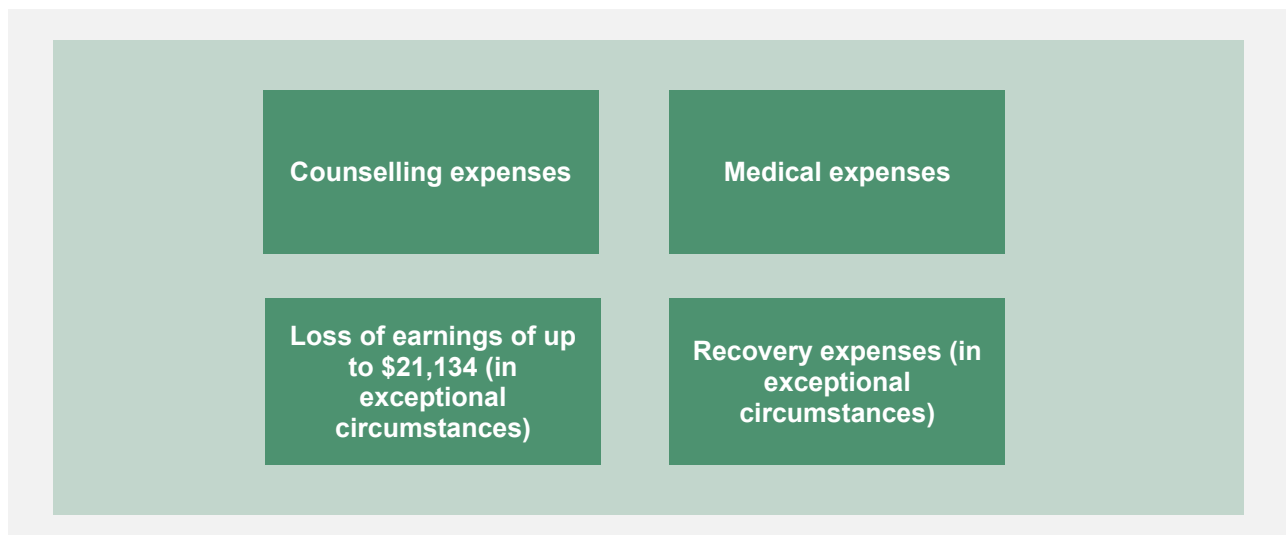 Counselling expenses
Medical expenses
Loss of earnings of up
to $21,134 (in
exceptional
circumstances)
Recovery expenses (in
exceptional
circumstances)